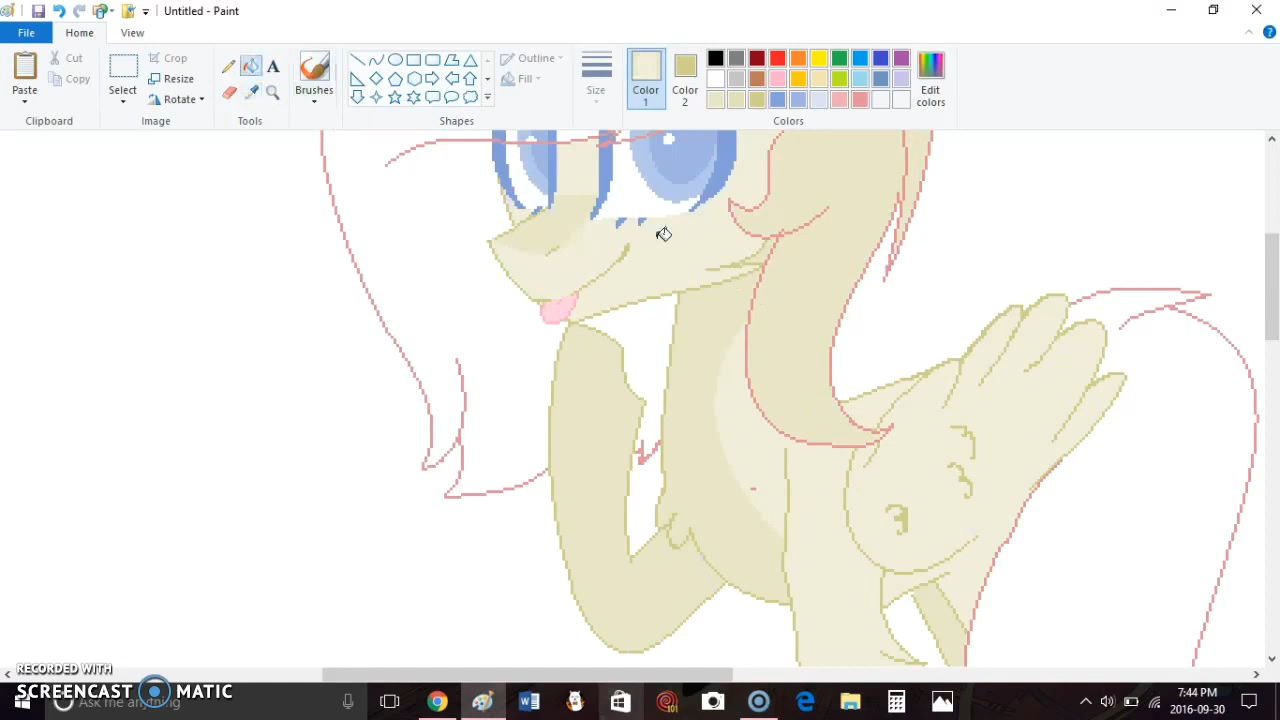 Untitled - Paint
File
Home
View
Paste
Cut
Copy
Clipboard
Select
Crop
Resize
Rotate
Image
Tools
Brushes
Shapes
Outline
Fill
Size
Color 1
Color 2
Edit colors
Colors
RECORDED WITH
SCREENCAST MATIC
Ask me anything
101
7:44 PM
2016-09-30